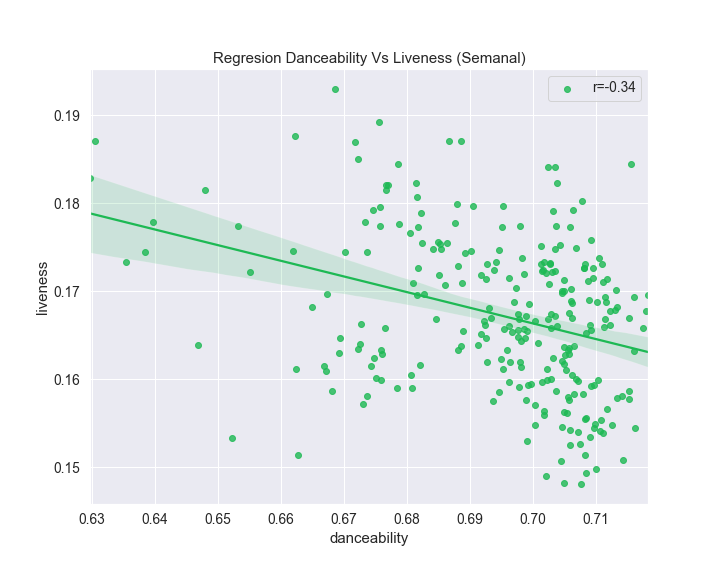 Regresion Danceability Vs Liveness (Semanal)
r=-0.34
0.19
0.18
0.17
0.16
0.15
liveness
0.63 0.64 0.65 0.66 0.67 0.68 0.69 0.70 0.71
danceability